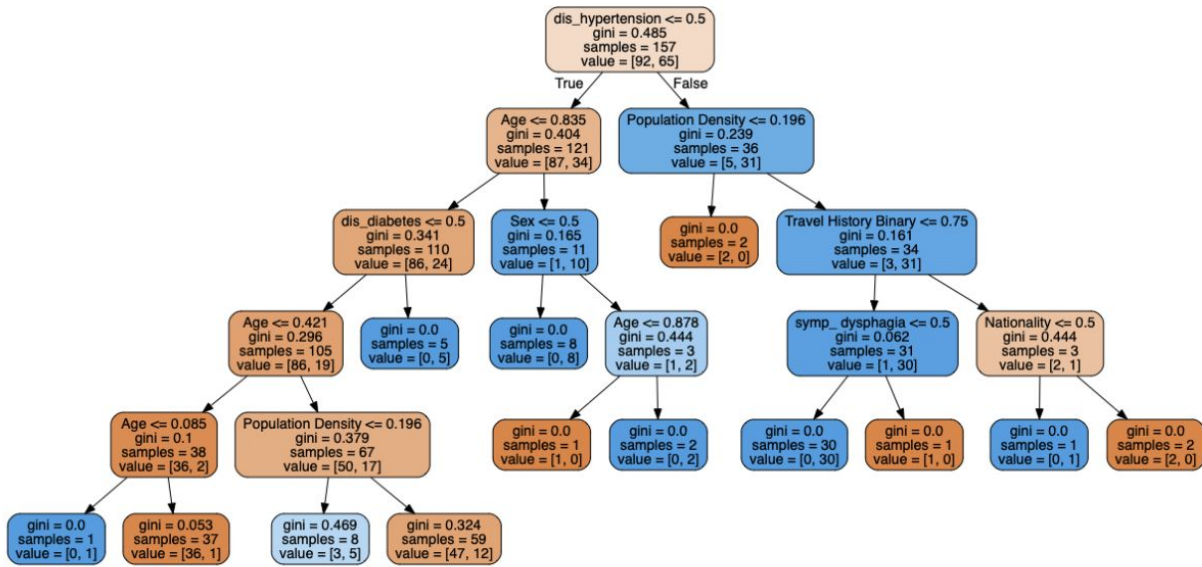 dis_hypertension <= 0.5
gini = 0.485
samples = 157
value = [92, 65]
True
False
Age <= 0.835
gini = 0.404
samples = 121
value = [87, 34]
Population Density <= 0.196
gini = 0.239
samples = 36
value = [5, 31]
dis_diabetes <= 0.5
gini = 0.341
samples = 110
value = [86, 24]
Sex <= 0.5
gini = 0.165
samples = 11
value = [1, 10]
gini = 0.0
samples = 2
value = [2, 0]
Travel History Binary <= 0.75
gini = 0.161
samples = 34
value = [3, 31]
Age <= 0.421
gini = 0.296
samples = 105
value = [86, 19]
gini = 0.0
samples = 5
value = [0, 5]
gini = 0.0
samples = 8
value = [0, 8]
Age <= 0.878
gini = 0.444
samples = 3
value = [1, 2]
symp_ dysphagia <= 0.5
gini = 0.062
samples = 31
value = [1, 30]
Nationality <= 0.5
gini = 0.444
samples = 3
value = [2, 1]
Age <= 0.085
gini = 0.1
samples = 38
value = [36, 2]
Population Density <= 0.196
gini = 0.379
samples = 67
value = [50, 17]
gini = 0.0
samples = 1
value = [1, 0]
gini = 0.0
samples = 2
value = [0, 2]
gini = 0.0
samples = 30
value = [0, 30]
gini = 0.0
samples = 1
value = [1, 0]
gini = 0.0
samples = 1
value = [0, 1]
gini = 0.0
samples = 2
value = [2, 0]
gini = 0.0
samples = 1
value = [0, 1]
gini = 0.053
samples = 37
value = [36, 1]
gini = 0.469
samples = 8
value = [3, 5]
gini = 0.324
samples = 59
value = [47, 12]